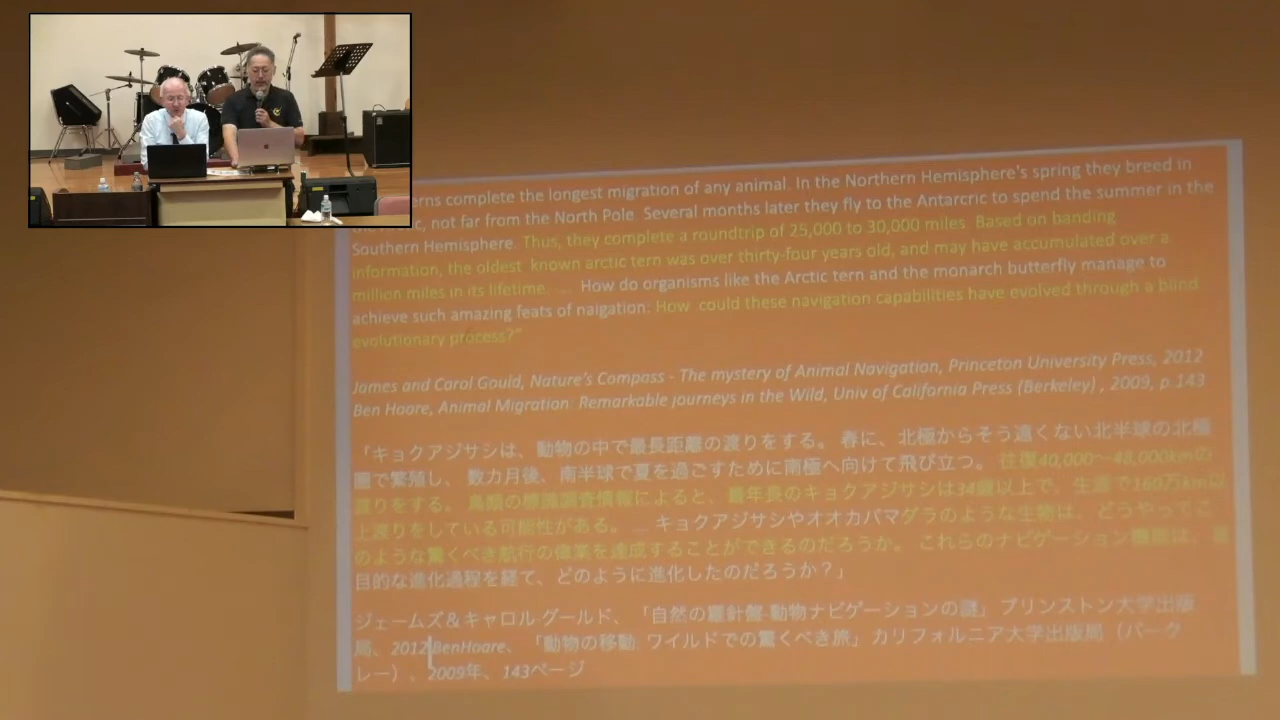 erns complete the longest migration of any animal. In the Northern Hemisphere's spring they breed in
, not far from the North Pole. Several months later they fly to the Antarcric to spend the summer in the
Southern Hemisphere. Thus, they complete a roundtrip of 25,000 to 30,000 miles. Based on banding
information, the oldest known arctic tern was over thirty-four years old, and may have accumulated over a
million miles in its lifetime. .... How do organisms like the Arctic tern and the monarch butterfly manage to
achieve such amazing feats of naigation: How could these navigation capabilities have evolved through a blind
evolutionary process?"
James and Carol Gould, Nature's Compass - The mystery of Animal Navigation, Princeton University Press, 2012
Ben Hoare, Animal Migration: Remarkable journeys in the Wild, Univ of California Press (Berkeley) , 2009, p.143
「キョクアジサシは、動物の中で最長距離の渡りをする。 春に、北極からそう遠くない北半球の北極
圏で繁殖し、 数カ月後、南半球で夏を過ごすために南極へ向けて飛び立つ。 往復40,000～48,000kmの
渡りをする。 鳥類の標識調査情報によると、最年長のキョクアジサシは34歳以上で、生涯で160万km以
上渡りをしている可能性がある。 .... キョクアジサシやオオカバマダラのような生物は、どうやってこ
のような驚くべき航行の偉業を達成することができるのだろうか。 これらのナビゲーション機能は、
目的な進化過程を経て、どのように進化したのだろうか？」
ジェームズ＆キャロル グールド、 「自然の羅針盤-動物ナビゲーションの謎」 プリンストン大学出版
局、2012BenHoare、 「動物の移動: ワイルドでの驚くべき旅」 カリフォルニア大学出版局（バーク
レー）、2009年、143ページ